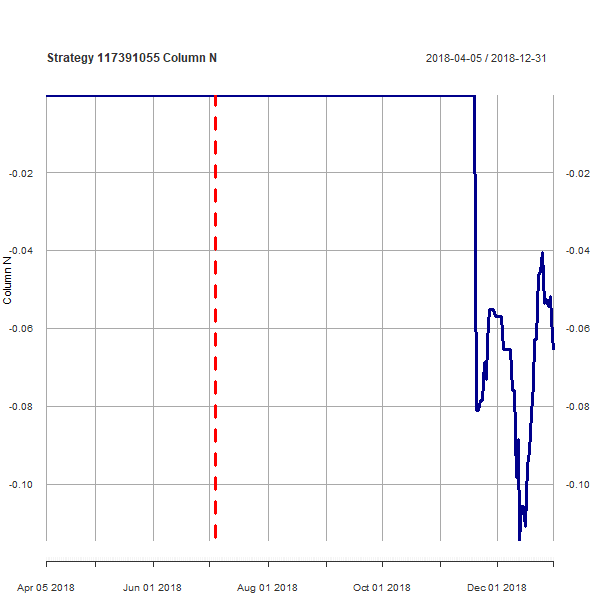 Strategy 117391055 Column N
2018-04-05 / 2018-12-31
-0.02
-0.02
-0.04
-0.04
Column N
-0.06
-0.06
-0.08
-0.08
-0.10
-0.10
Apr 05 2018
Jun 01 2018
Aug 01 2018
Oct 01 2018
Dec 01 2018